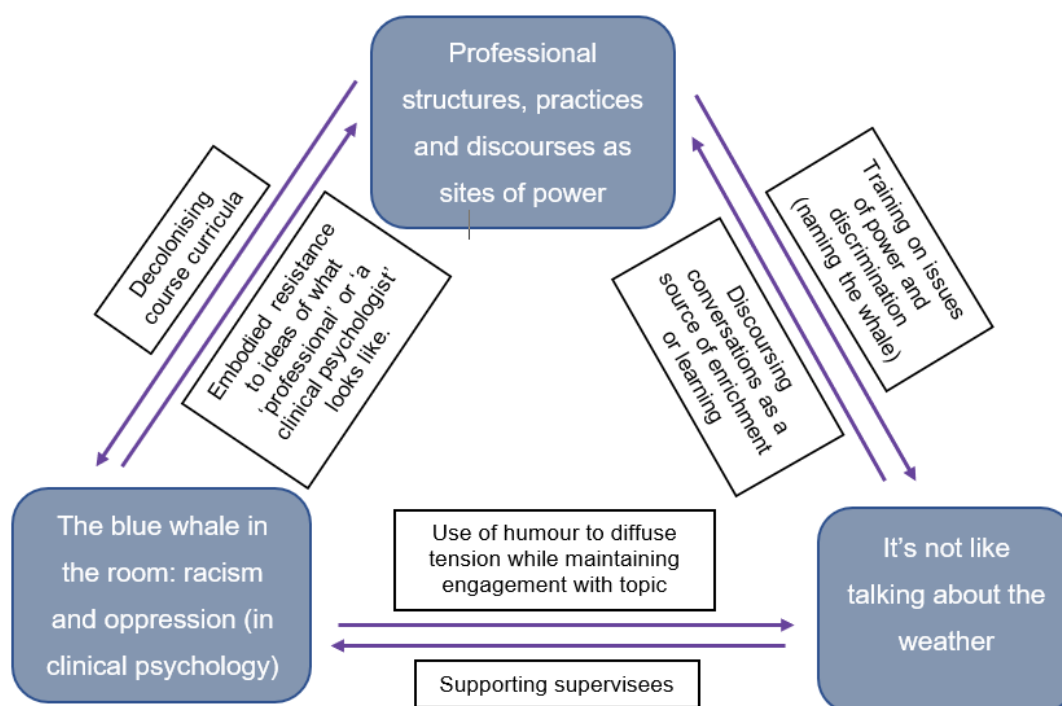 Professional
structures, practices
and discourses as
sites of power
Decolonising
course curricula
Embodied resistance
to ideas of what
‘professional’ or ‘a
clinical psychologist’
looks like.
Discoursing
conversations as a
source of enrichment
or learning
Training on issues
of power and
discrimination
(naming the whale)
The blue whale in
the room: racism
and oppression (in
clinical psychology)
Use of humour to diffuse
tension while maintaining
engagement with topic
Supporting supervisees
It’s not like
talking about the
weather